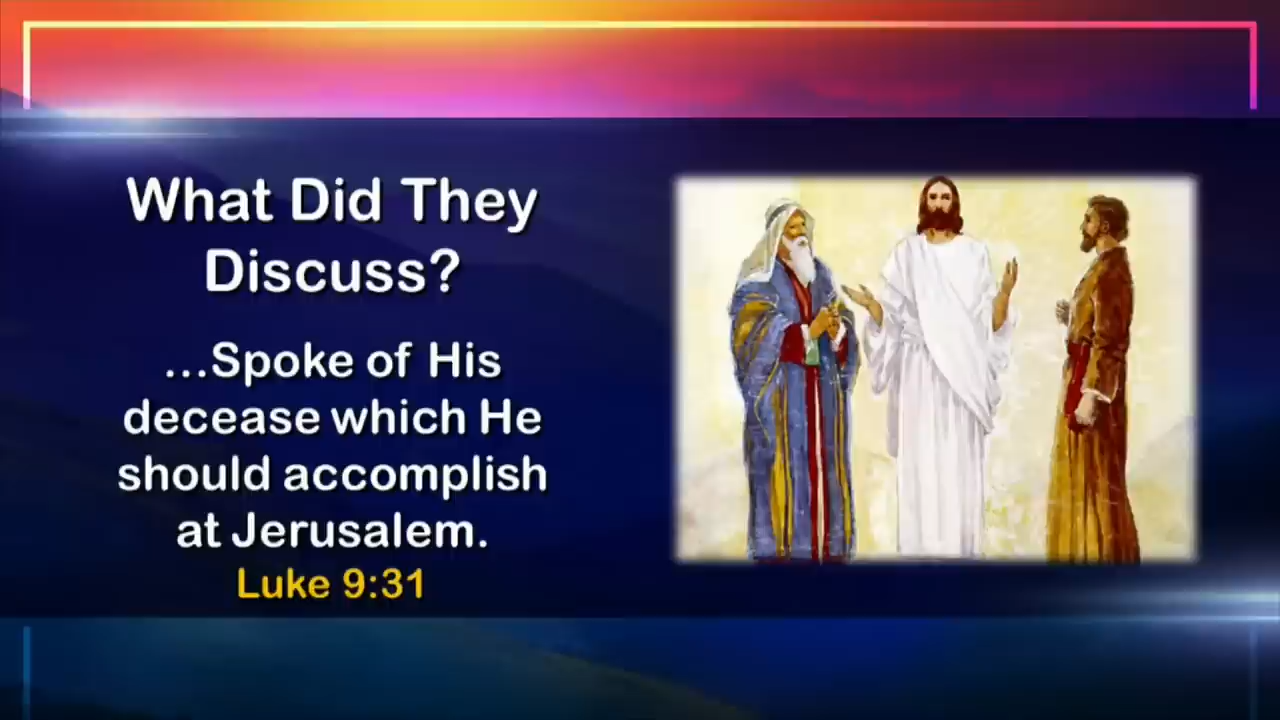 What Did They
Discuss?
...Spoke of His
decease which He
should accomplish
at Jerusalem.
Luke 9:31